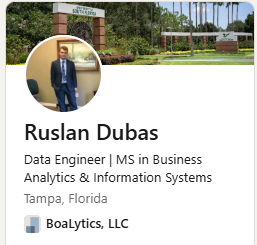 Ruslan Dubas
Data Engineer | MS in Business
Analytics & Information Systems
Tampa, Florida
BoaLytics, LLC